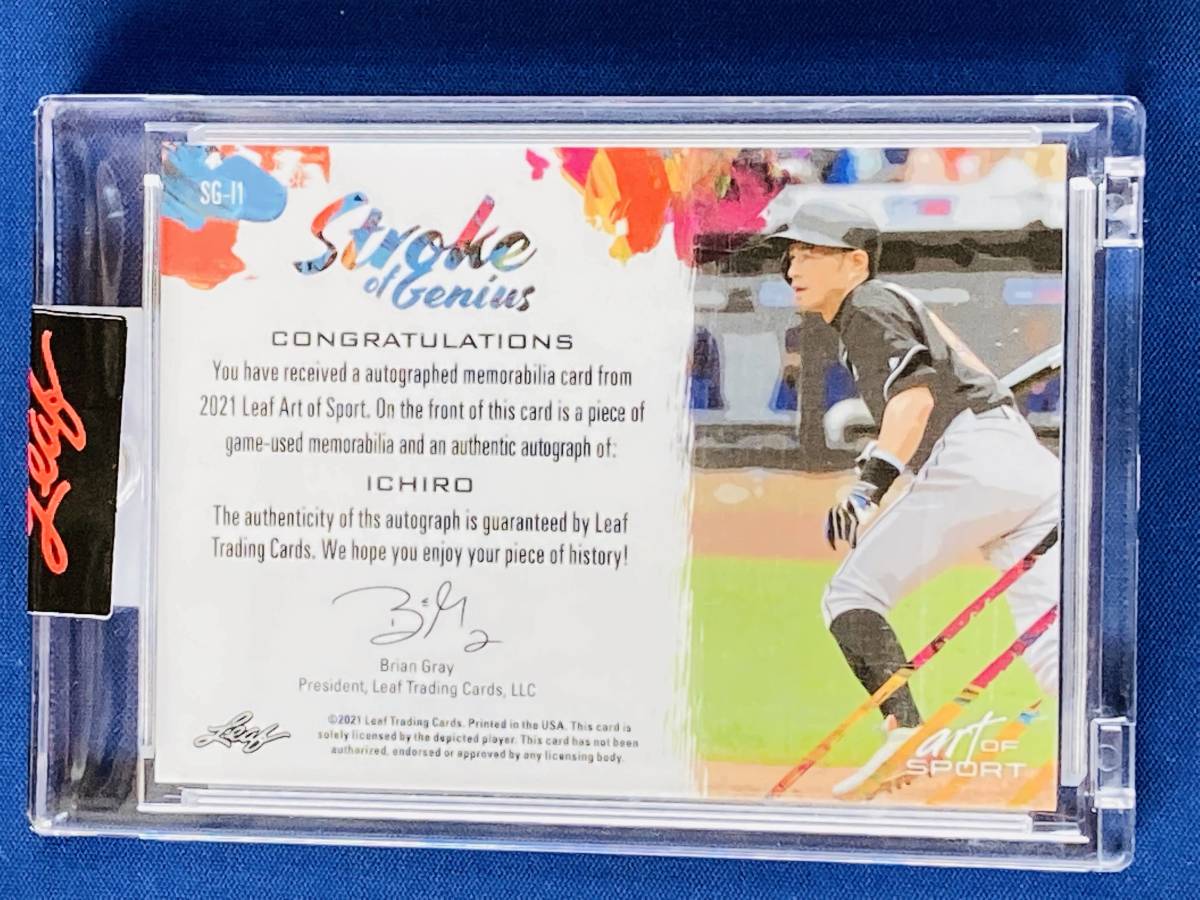 SG-I1
Stroke
of Genius
CONGRATULATIONS
You have received a autographed memorabilia card from
2021 Leaf Art of Sport. On the front of this card is a piece of
game-used memorabilia and an authentic autograph of:
ICHIRO
The authenticity of ths autograph is guaranteed by Leaf
Trading Cards. We hope you enjoy your piece of history!
Brian Gray
President, Leaf Trading Cards, LLC
Leaf
©2021 Leaf Trading Cards. Printed in the USA. This card is
solely licensed by the depicted player. This card has not been
authorized, endorsed or approved by any licensing body.
art OF
SPORT
Leaf